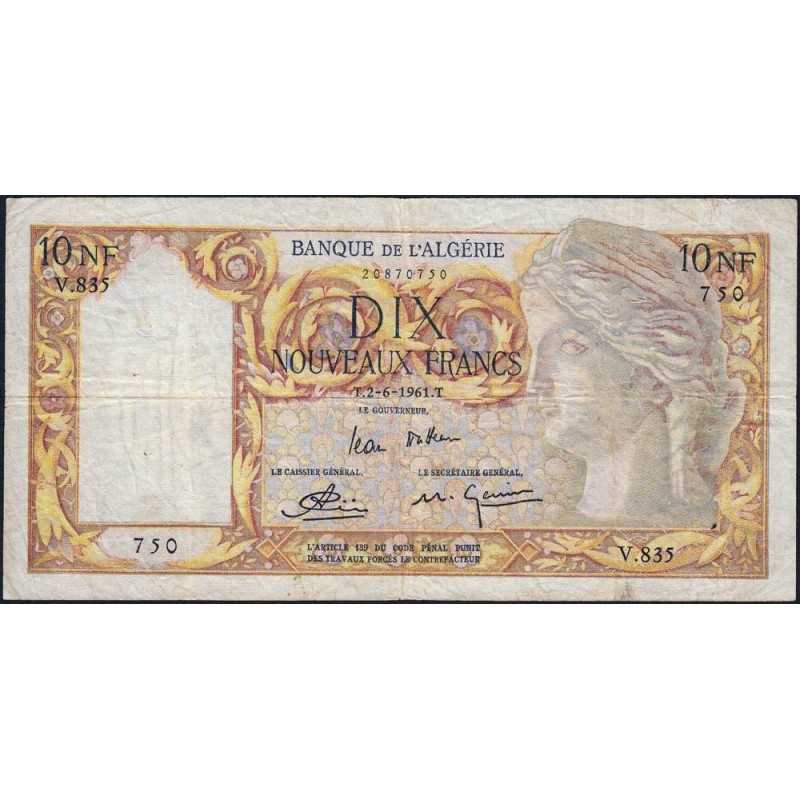 10 NF
V.835
BANQUE DE L'ALGÉRIE
20870750
10 NF
750
DIX
NOUVEAUX FRANCS
T.2-6-1961.T
LE GOUVERNEUR,
LE CAISSIER GÉNÉRAL,
LE SECRÉTAIRE GÉNÉRAL,
750
L'ARTICLE 139 DU CODE PÉNAL PUNIT
DES TRAVAUX FORCÉS LE CONTREFACTEUR
V.835